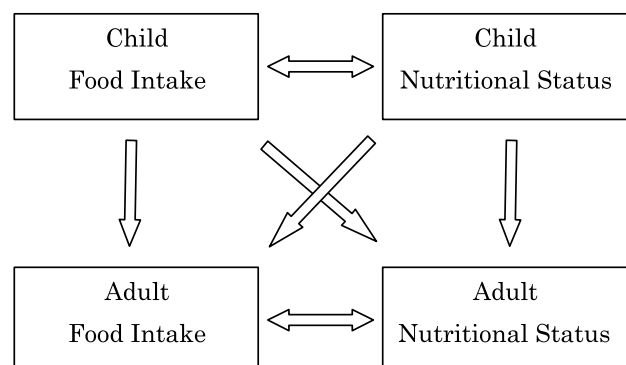 Child
Food Intake
Child
Nutritional Status
Adult
Food Intake
Adult
Nutritional Status